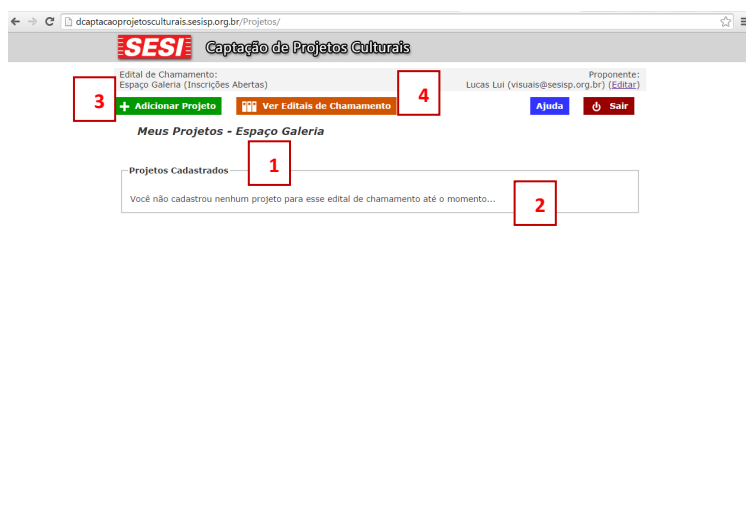 dcaptacaoprojetosculturais.sesisp.org.br/Projetos/
SESI Captação de Projetos Culturais
Edital de Chamamento: Proponente:
Espaço Galeria (Inscrições Abertas) Lucas Lui (visuais@sesisp.org.br) (Editar)
3 Adicionar Projeto Ver Editais de Chamamento 4 Ajuda Sair
Meus Projetos - Espaço Galeria
Projetos Cadastrados 1
Você não cadastrou nenhum projeto para esse edital de chamamento até o momento... 2